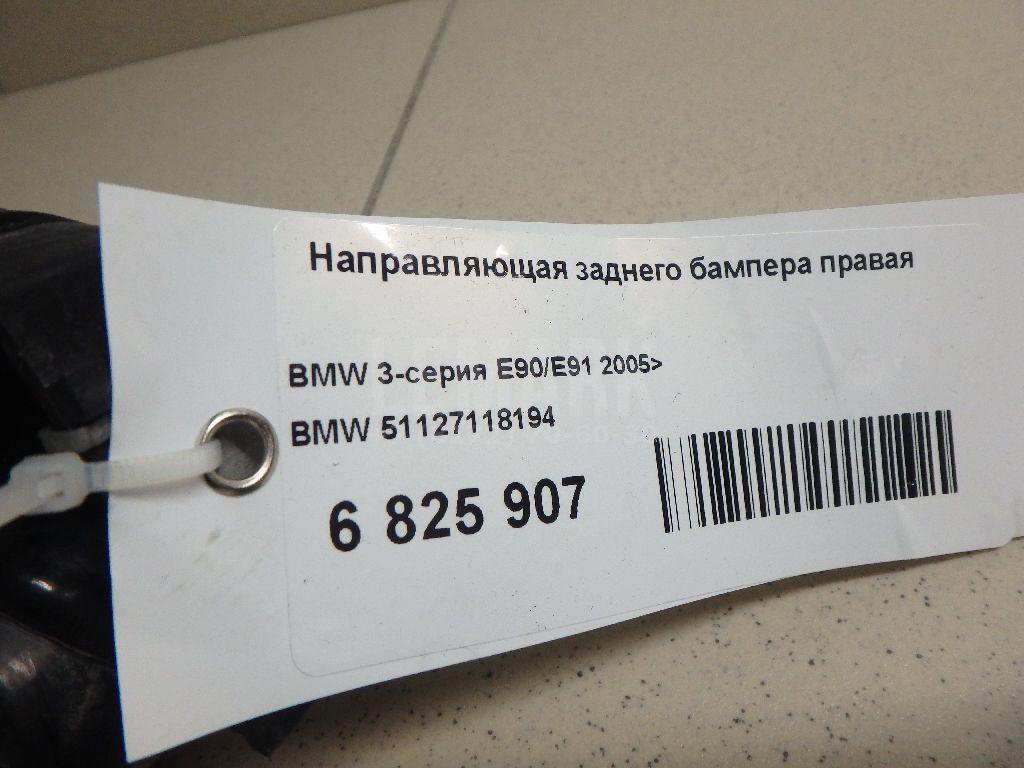 Направляющая заднего бампера правая
BMW 3-серия E90/E91 2005>
BMW 51127118194
6 825 907